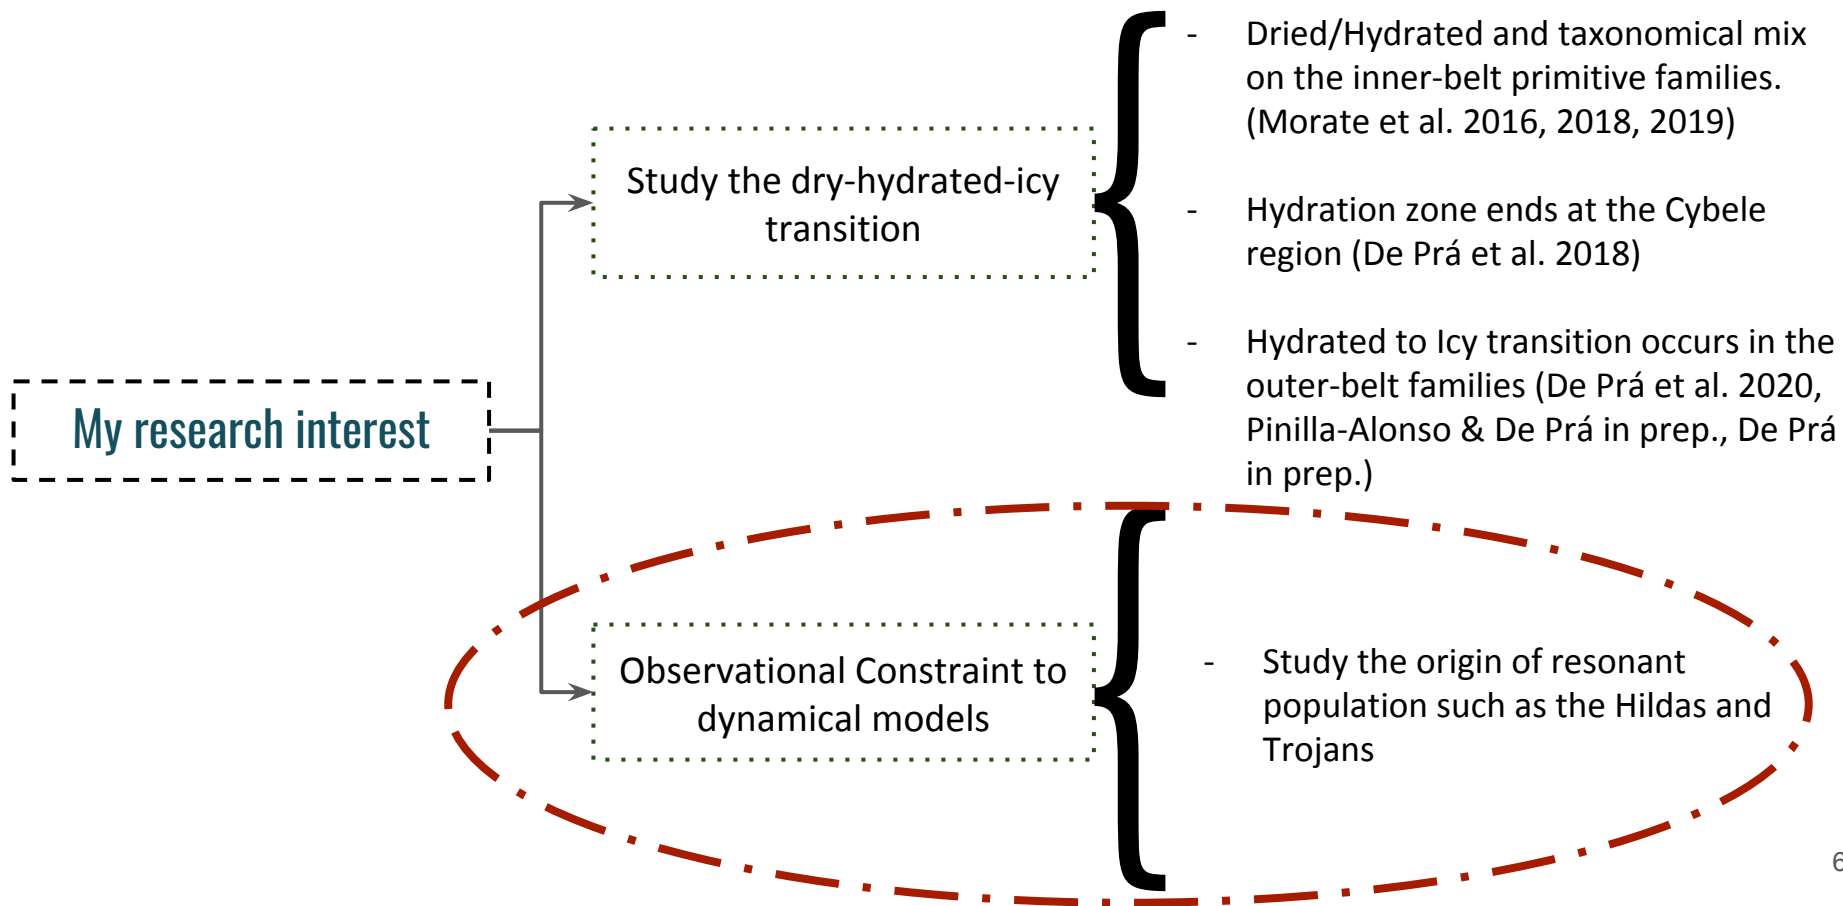 My research interest
Study the dry-hydrated-icy
transition
- Dried/Hydrated and taxonomical mix
on the inner-belt primitive families.
(Morate et al. 2016, 2018, 2019)
- Hydration zone ends at the Cybele
region (De Prá et al. 2018)
- Hydrated to Icy transition occurs in the
outer-belt families (De Prá et al. 2020,
Pinilla-Alonso & De Prá in prep., De Prá
in prep.)
Observational Constraint to
dynamical models
- Study the origin of resonant
population such as the Hildas and
Trojans
6